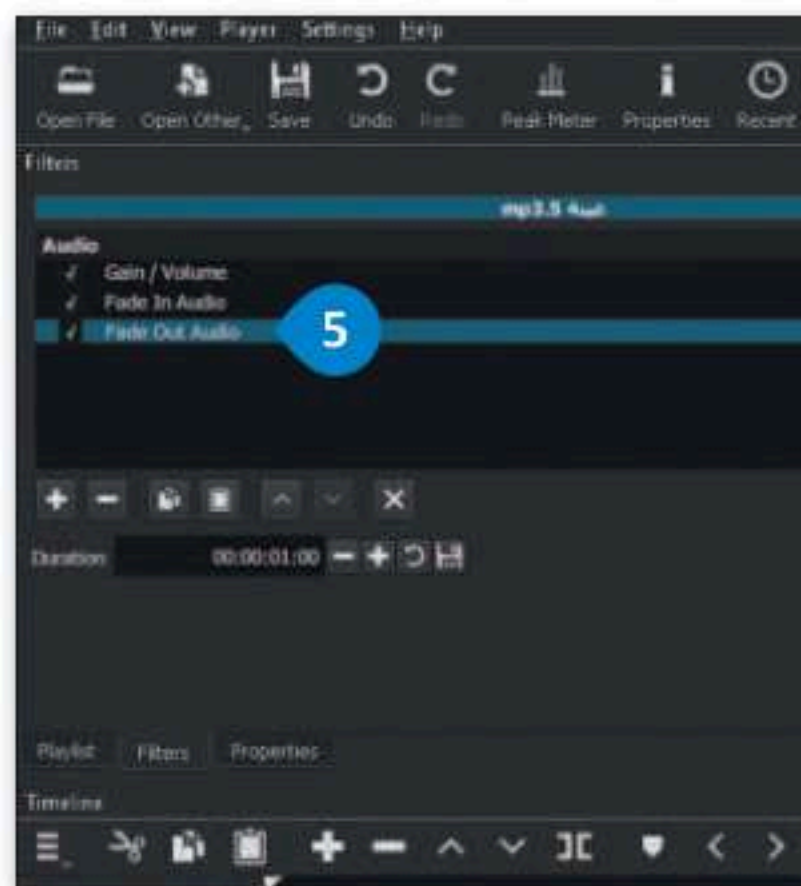 File Edit View Player Settings Help
Open File Open Other... Save Undo Redo Peak Meter Properties Recent
Filters
mp3.5
Audio
Gain / Volume
Fade In Audio
Fade Out Audio
5
Duration 00:00:01:00
Playlist Filters Properties
Timeline